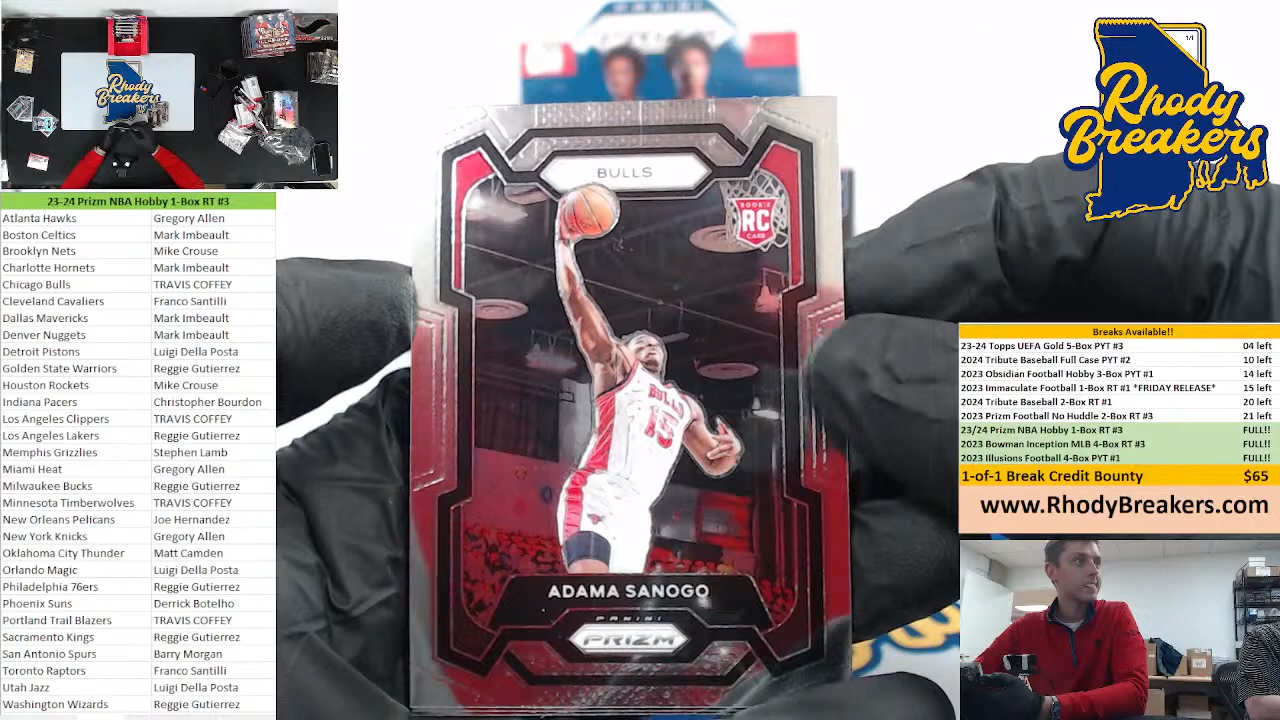 Rhody
Breakers
23-24 Prizm NBA Hobby 1-Box RT #3
Atlanta Hawks Gregory Allen
Boston Celtics Mark Imbeault
Brooklyn Nets Mike Crouse
Charlotte Hornets Mark Imbeault
Chicago Bulls TRAVIS COFFEY
Cleveland Cavaliers Franco Santilli
Dallas Mavericks Mark Imbeault
Denver Nuggets Mark Imbeault
Detroit Pistons Luigi Della Posta
Golden State Warriors Reggie Gutierrez
Houston Rockets Mike Crouse
Indiana Pacers Christopher Bourdon
Los Angeles Clippers TRAVIS COFFEY
Los Angeles Lakers Reggie Gutierrez
Memphis Grizzlies Stephen Lamb
Miami Heat Gregory Allen
Milwaukee Bucks Reggie Gutierrez
Minnesota Timberwolves TRAVIS COFFEY
New Orleans Pelicans Joe Hernandez
New York Knicks Gregory Allen
Oklahoma City Thunder Matt Camden
Orlando Magic Luigi Della Posta
Philadelphia 76ers Reggie Gutierrez
Phoenix Suns Derrick Botelho
Portland Trail Blazers TRAVIS COFFEY
Sacramento Kings Reggie Gutierrez
San Antonio Spurs Barry Morgan
Toronto Raptors Franco Santilli
Utah Jazz Luigi Della Posta
Washington Wizards Reggie Gutierrez
PANINI
BULLS
ROOKIE
RC
CARD
BULLS
15
ADAMA SANOGO
PANINI
PRIZM
1/1
Rhody
Breakers
Breaks Available!!
23-24 Topps UEFA Gold 5-Box PYT #3 04 left
2024 Tribute Baseball Full Case PYT #2 10 left
2023 Obsidian Football Hobby 3-Box PYT #1 14 left
2023 Immaculate Football 1-Box RT #1 *FRIDAY RELEASE* 15 left
2024 Tribute Baseball 2-Box RT #1 20 left
2023 Prizm Football No Huddle 2-Box RT #3 21 left
23/24 Prizm NBA Hobby 1-Box RT #3 FULL!!
2023 Bowman Inception MLB 4-Box RT #3 FULL!!
2023 Illusions Football 4-Box PYT #1 FULL!!
1-of-1 Break Credit Bounty $65
www.RhodyBreakers.com